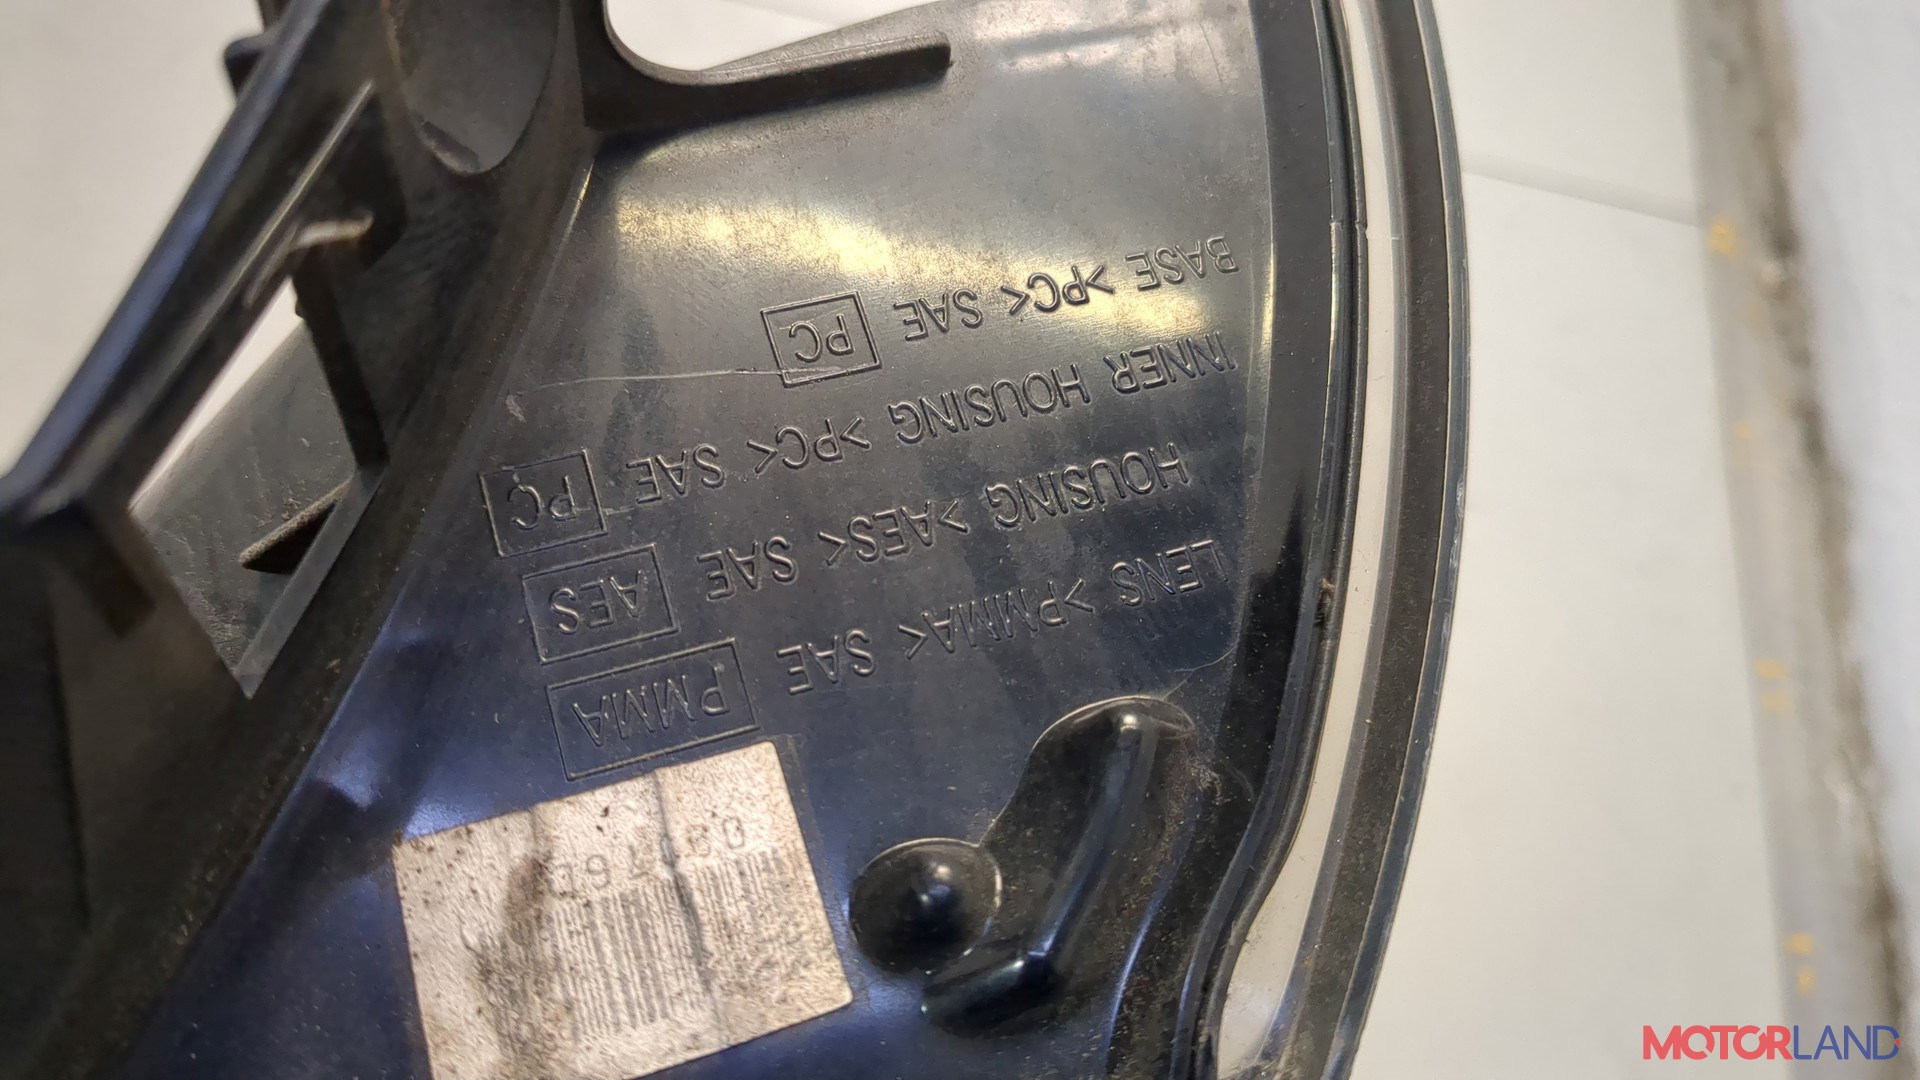 LENS >PMMA< SAE PMMA
HOUSING >AES< SAE AES
INNER HOUSING >PC< SAE PC
BASE >PC< SAE PC
MOTORLAND